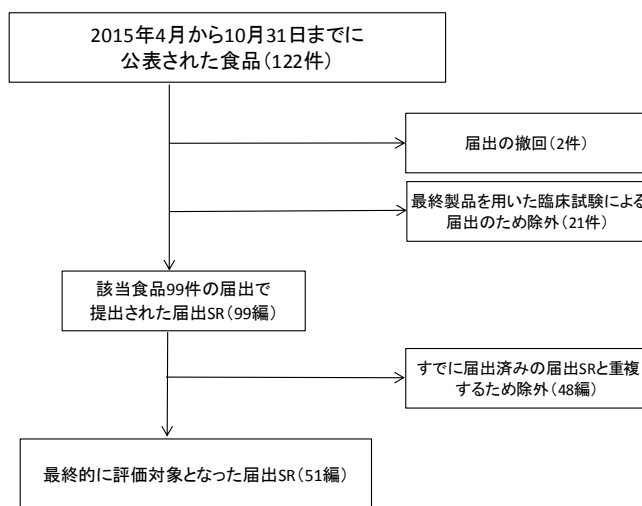 2015年4月から10月31日までに
公表された食品（122件）
届出の撤回（2件）
最終製品を用いた臨床試験による
届出のため除外（21件）
該当食品99件の届出で
提出された届出SR（99編）
すでに届出済みの届出SRと重複
するため除外（48編）
最終的に評価対象となった届出SR（51編）